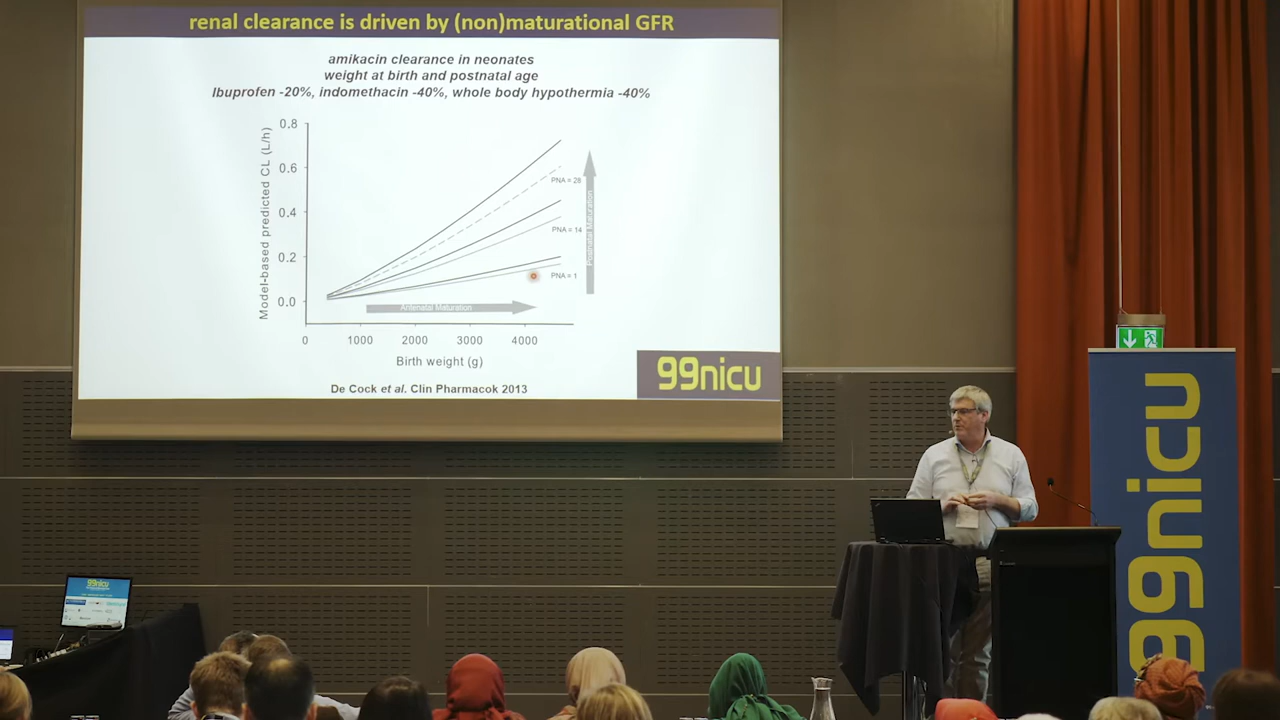 renal clearance is driven by (non)maturational GFR
amikacin clearance in neonates
weight at birth and postnatal age
Ibuprofen -20%, indomethacin -40%, whole body hypothermia -40%
Model-based predicted CL (L/h)
0.8
0.6
0.4
0.2
0.0
PNA = 28
PNA = 14
PNA = 1
Postnatal Maturation
Antenatal Maturation
0 1000 2000 3000 4000
Birth weight (g)
De Cock et al. Clin Pharmacok 2013
99nicu
99nicu
99nicu